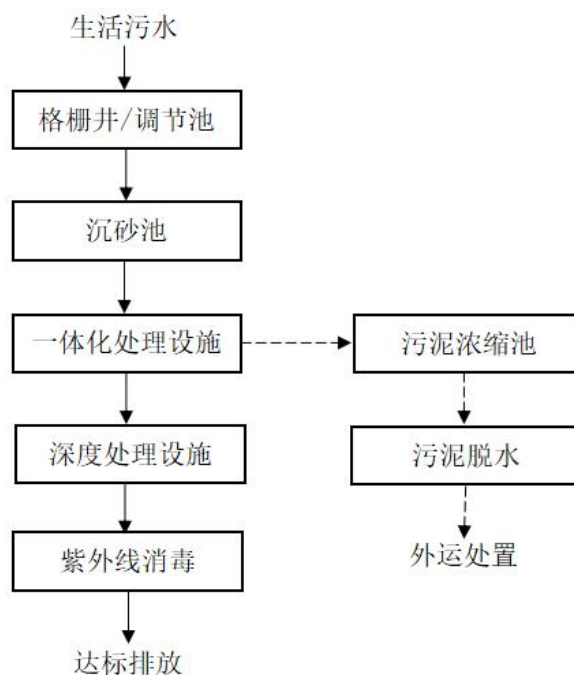 生活污水
格栅井/调节池
沉砂池
一体化处理设施
污泥浓缩池
深度处理设施
污泥脱水
紫外线消毒
外运处置
达标排放